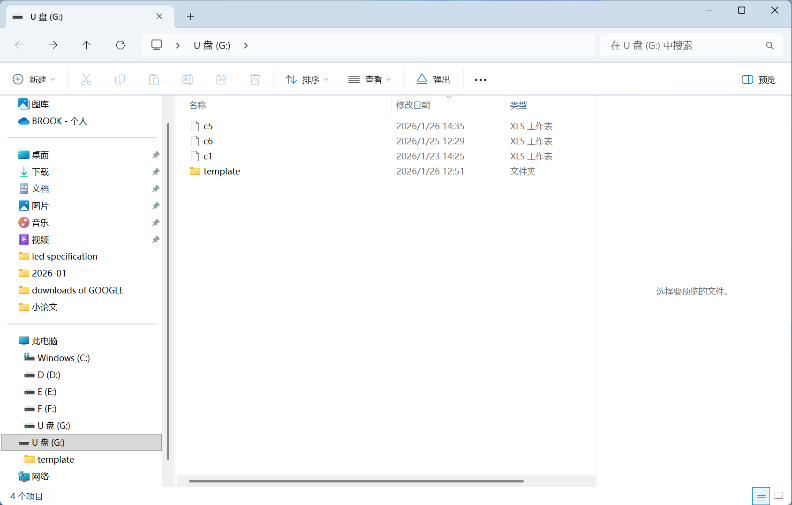 U 盘 (G:)
U 盘 (G:)
在 U 盘 (G:) 中搜索
新建
排序
查看
弹出
预览
图库
BROOK - 个人
桌面
下载
文档
图片
音乐
视频
led specification
2026-01
downloads of GOOGLE
小论文
此电脑
Windows (C:)
D (D:)
E (E:)
F (F:)
U 盘 (G:)
U 盘 (G:)
template
网络
名称 修改日期 类型
c5 2026/1/26 14:35 XLS 工作表
c6 2026/1/25 12:29 XLS 工作表
c1 2026/1/23 14:25 XLS 工作表
template 2026/1/26 12:51 文件夹
选择要预览的文件。
4 个项目